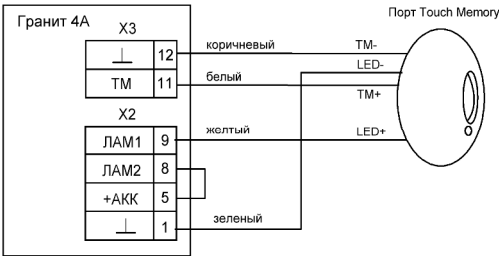 Порт Touch Memory
Гранит 4А
X3
⊥ 12 коричневый TM-
LED-
TM 11 белый
TM+
X2
ЛАМ1 9 желтый LED+
ЛАМ2 8
+АКК 5
⊥ 1 зеленый